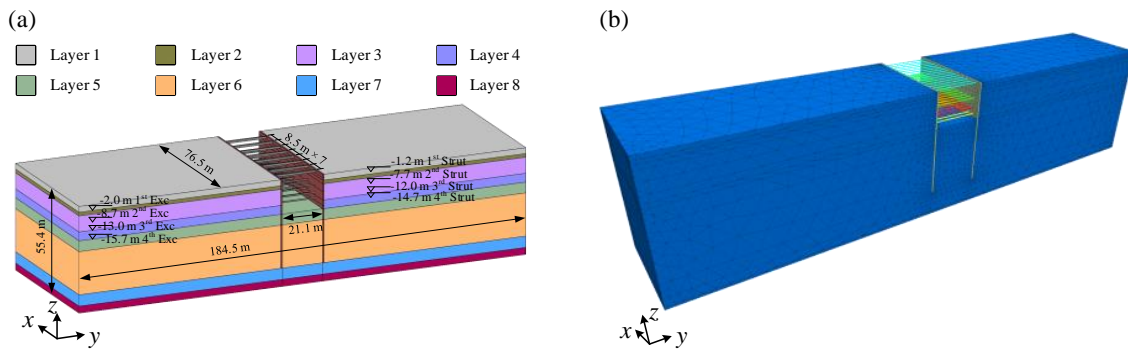 (a)
Layer 1 Layer 2 Layer 3 Layer 4
Layer 5 Layer 6 Layer 7 Layer 8
8.5 m × 7
76.5 m
-1.2 m 1st Strut
-7.7 m 2nd Strut
-12.0 m 3rd Strut
-14.7 m 4th Strut
-2.0 m 1st Exc
-8.7 m 2nd Exc
-13.0 m 3rd Exc
-15.7 m 4th Exc
21.1 m
184.5 m
55.4 m
z
x
y
(b)
z
x
y